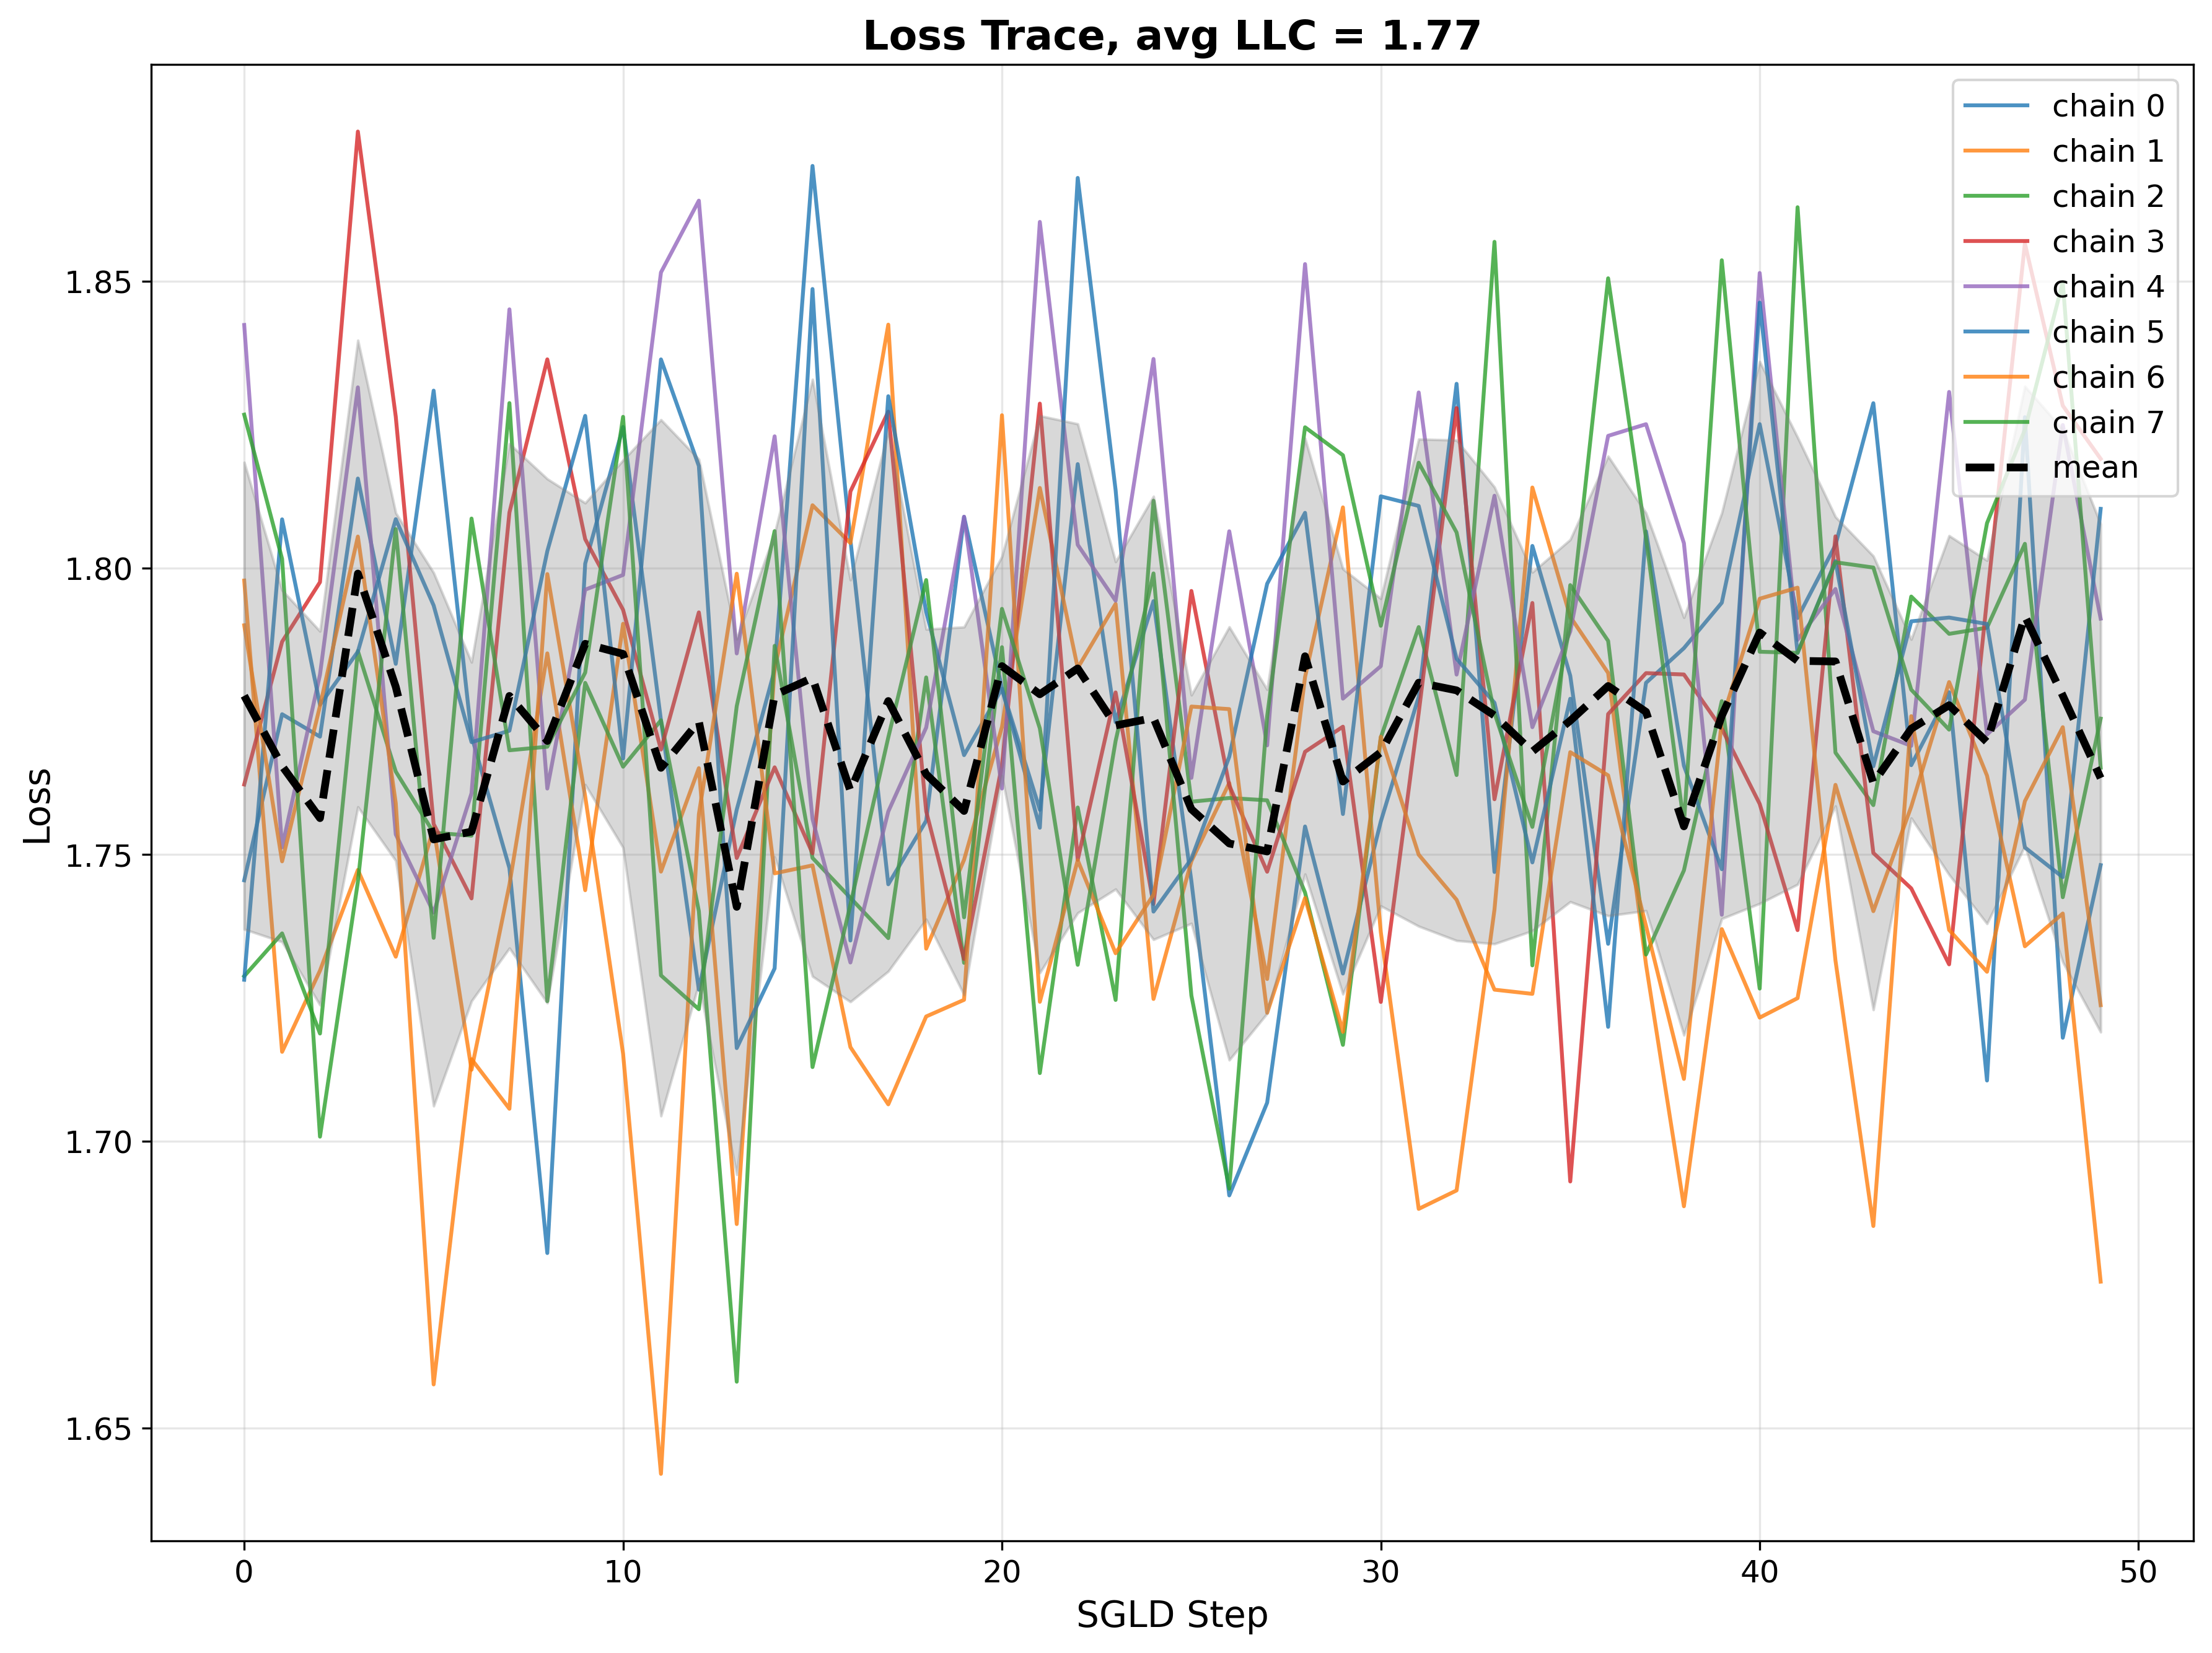 Loss Trace, avg LLC = 1.77
chain 0
chain 1
chain 2
chain 3
chain 4
chain 5
chain 6
chain 7
mean
1.85
1.80
1.75
1.70
1.65
Loss
0 10 20 30 40 50
SGLD Step